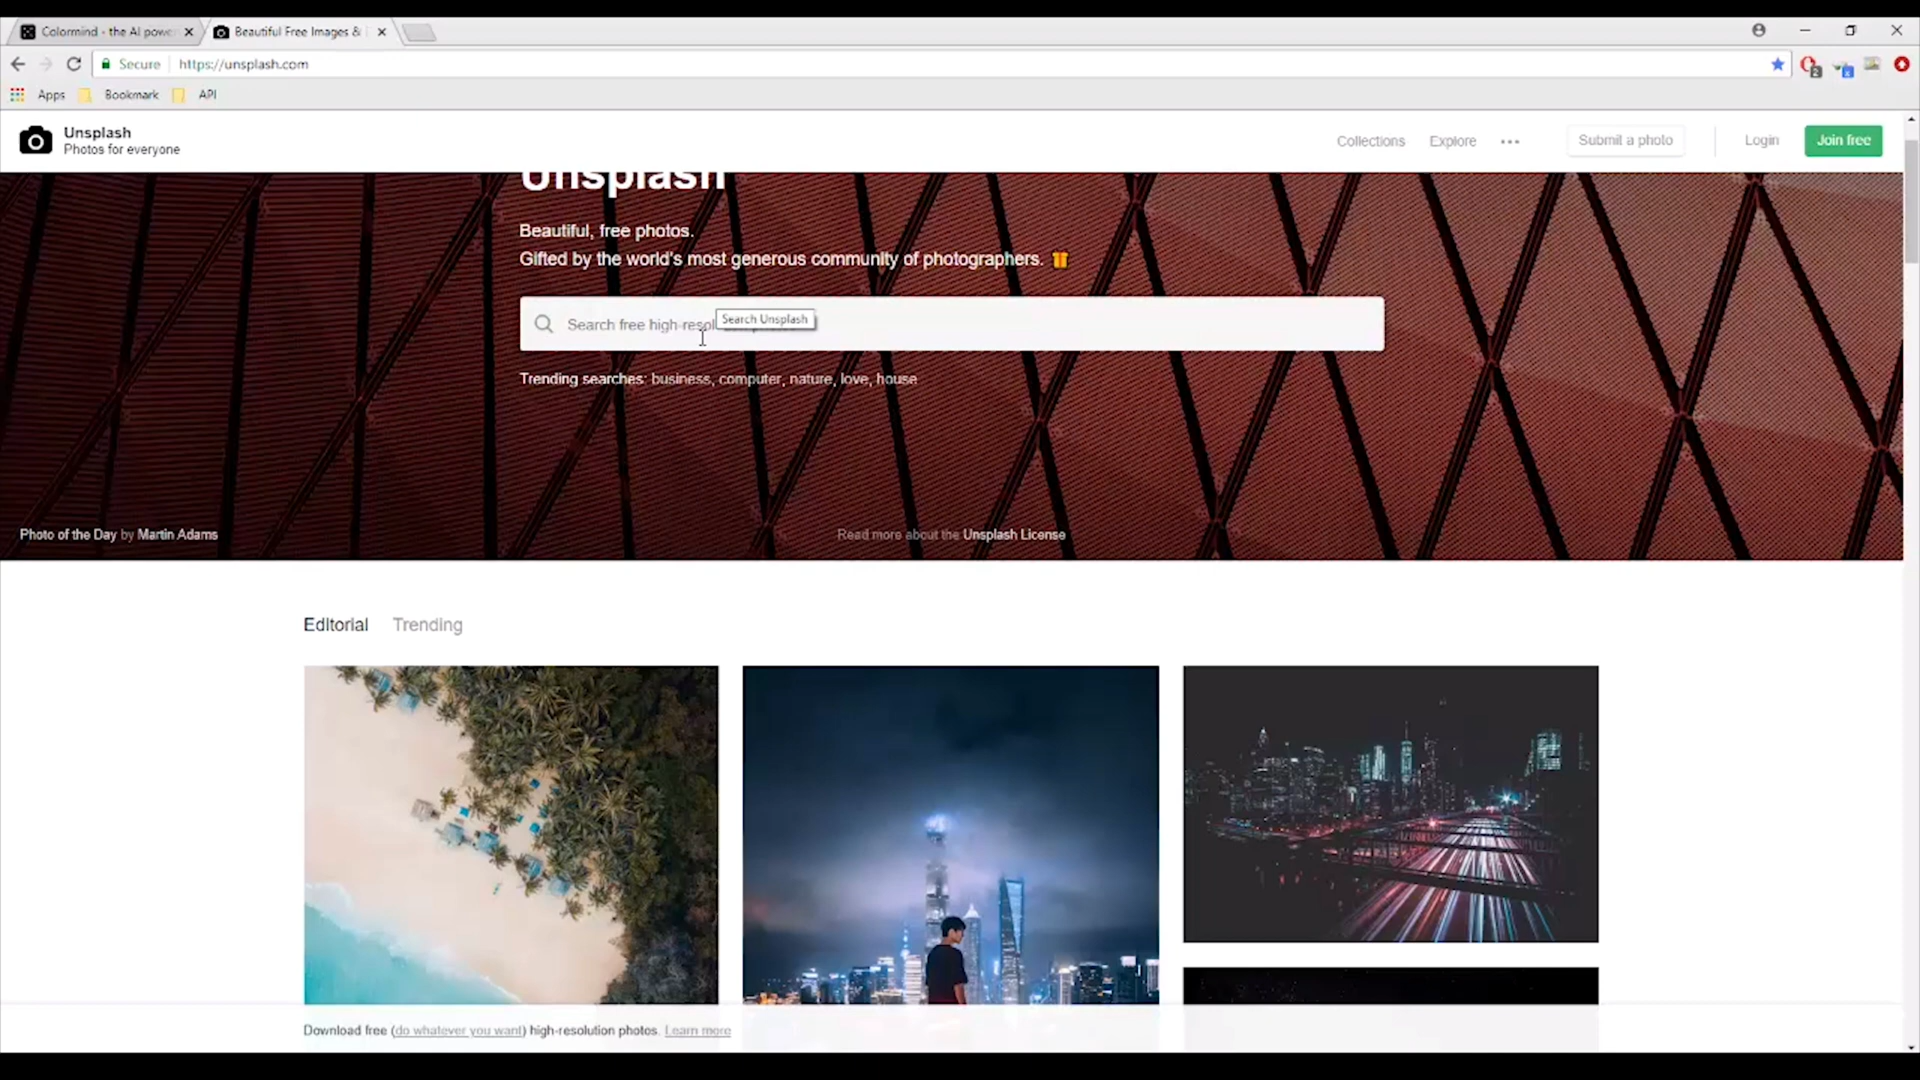 Colormind - the AI powe
Beautiful Free Images &
Secure
https://unsplash.com
2
Apps
Bookmark
API
Unsplash
Photos for everyone
Collections
Explore
Submit a photo
Login
Join free
Unsplash
Beautiful, free photos.
Gifted by the world's most generous community of photographers.
Search free high-resol
Search Unsplash
Trending searches: business, computer, nature, love, house
Photo of the Day by Martin Adams
Read more about the Unsplash License
Editorial
Trending
Download free (do whatever you want) high-resolution photos. Learn more